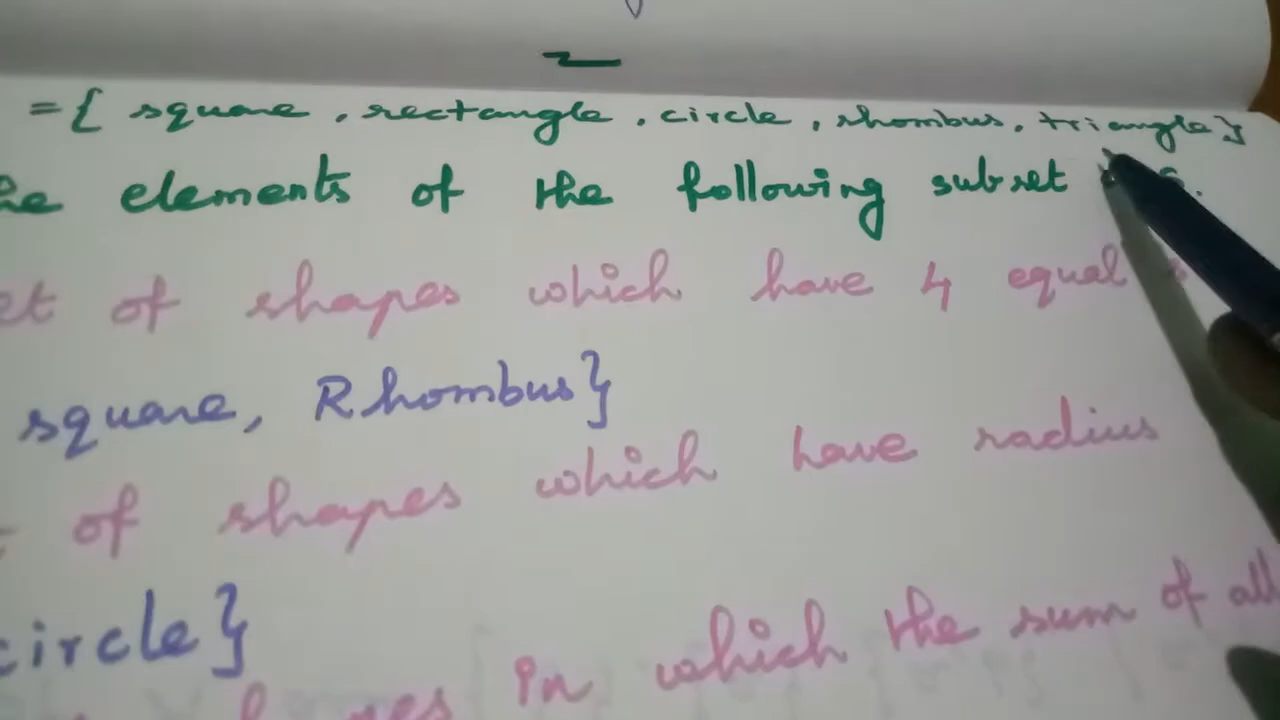 ={ square, rectangle, circle, rhombus, triangle}
elements of the following subset
of shapes which have 4 equal
square, Rhombus}
of shapes which have radius
circle}
in which the sum of all